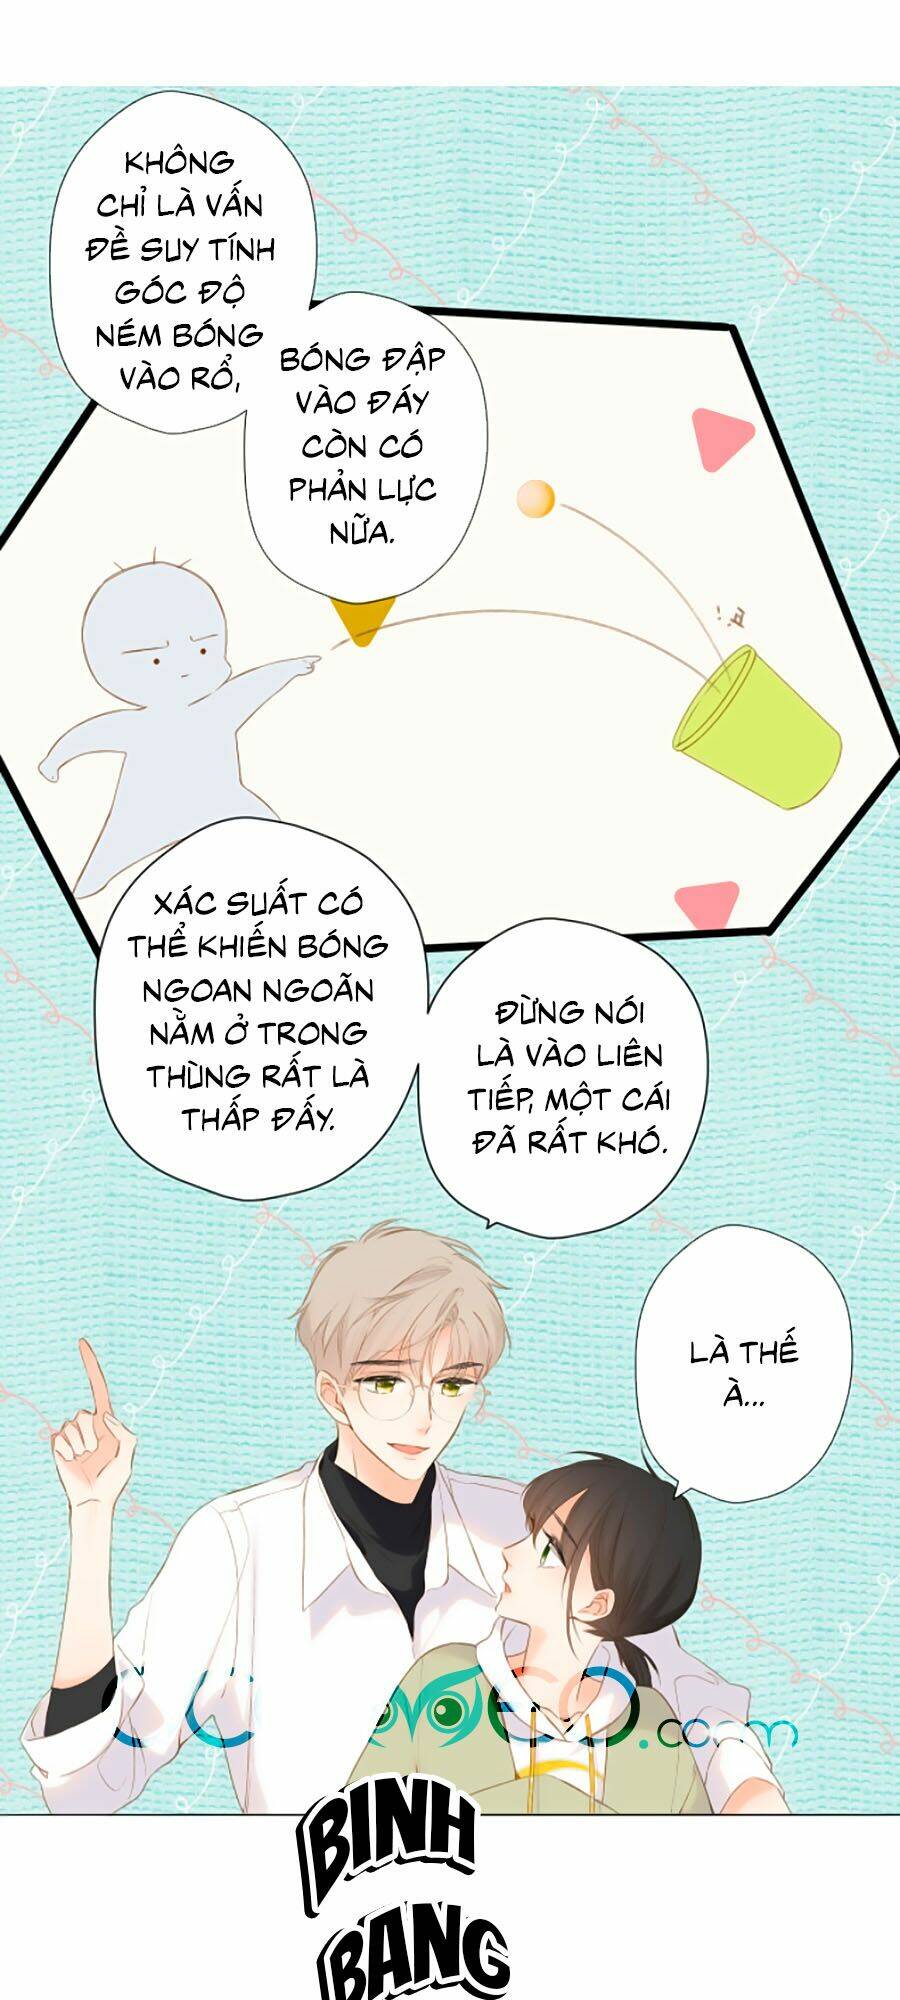 KHÔNG
CHỈ LÀ VẤN
ĐỀ SUY TÍNH
GÓC ĐỘ
NÉM BÓNG
VÀO RỔ,
BÓNG ĐẬP
VÀO ĐÁY
CÒN CÓ
PHẢN LỰC
NỮA.
XÁC SUẤT CÓ
THỂ KHIẾN BÓNG
NGOAN NGOÃN
NẰM Ở TRONG
THÙNG RẤT LÀ
THẤP ĐẤY.
ĐỪNG NÓI
LÀ VÀO LIÊN
TIẾP, MỘT CÁI
ĐÃ RẤT KHÓ.
LÀ THẾ
À...
.com
BINH
BANG